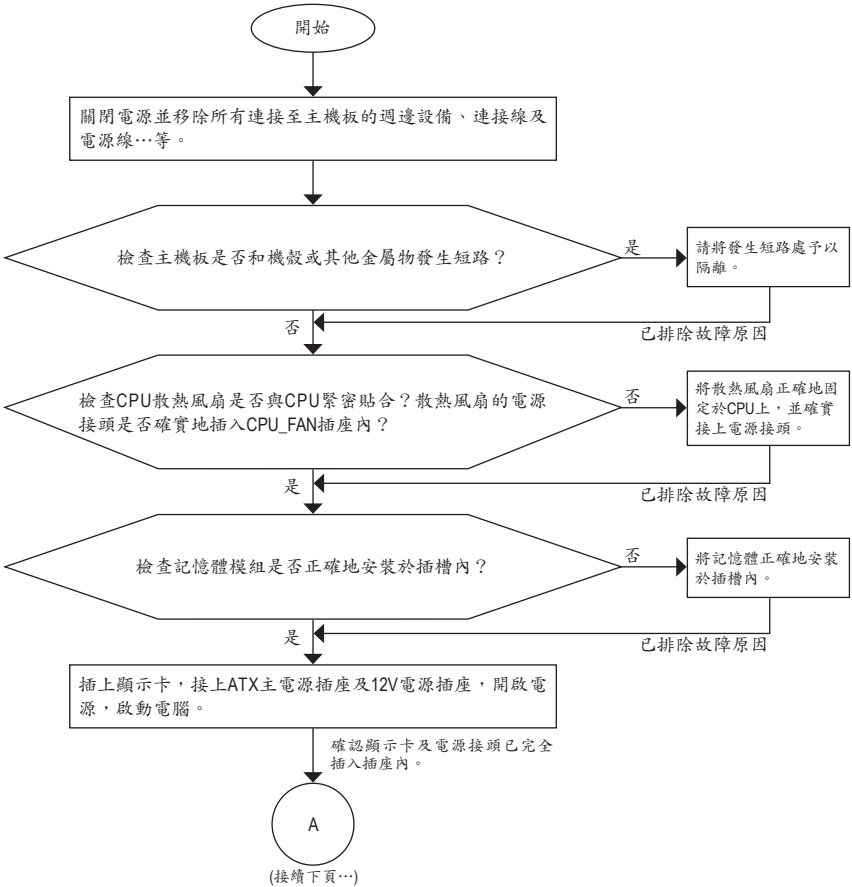 開始
關閉電源並移除所有連接至主機板的週邊設備、連接線及
電源線…等。
檢查主機板是否和機殼或其他金屬物發生短路？
是
請將發生短路處予以
隔離。
否
已排除故障原因
檢查CPU散熱風扇是否與CPU緊密貼合？散熱風扇的電源
接頭是否確實地插入CPU_FAN插座內？
否
將散熱風扇正確地固
定於CPU上，並確實
接上電源接頭。
是
已排除故障原因
檢查記憶體模組是否正確地安裝於插槽內？
否
將記憶體正確地安裝
於插槽內。
是
已排除故障原因
插上顯示卡，接上ATX主電源插座及12V電源插座，開啟電
源，啟動電腦。
確認顯示卡及電源接頭已完全
插入插座內。
A
(接續下頁…)